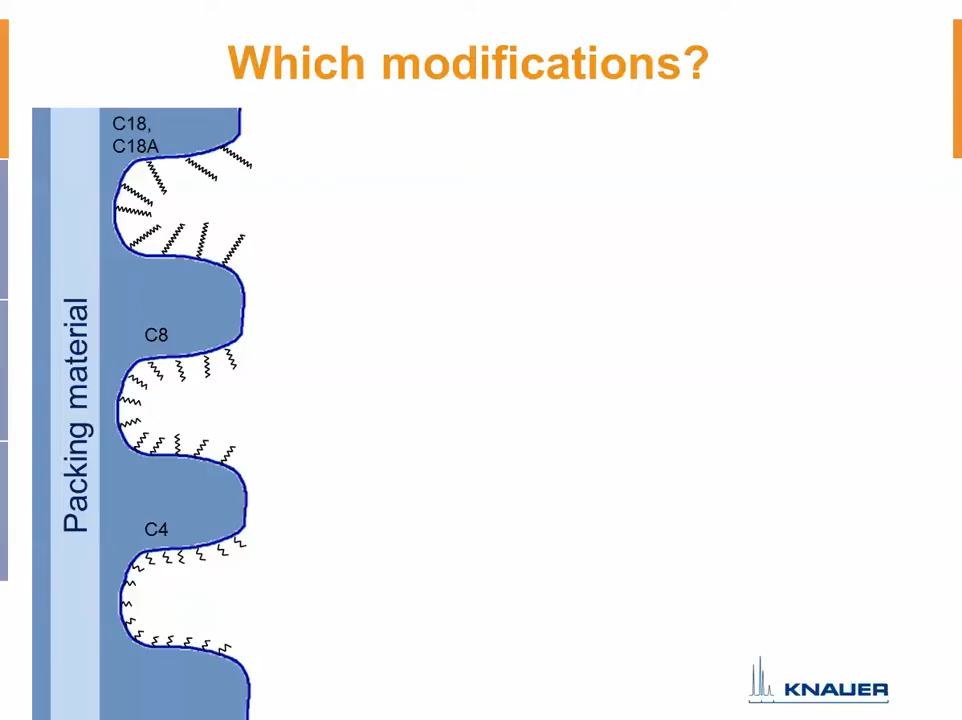 Which modifications?
C18,
C18A
C8
Packing material
C4
KNAUER